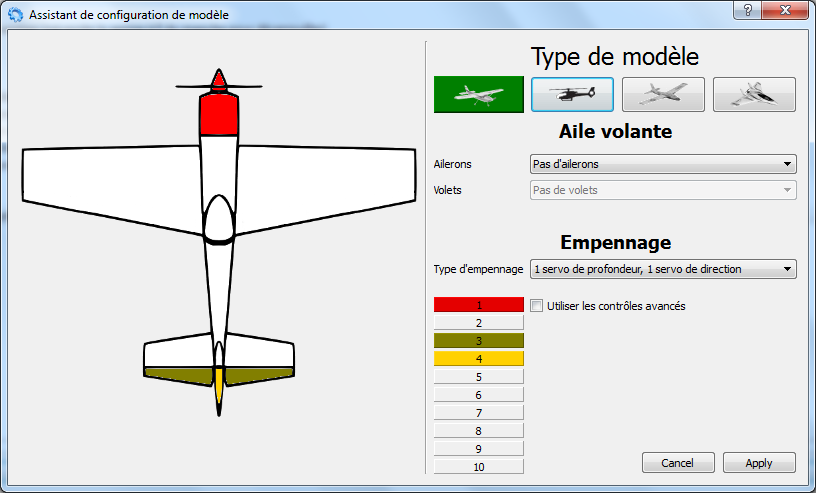 Assistant de configuration de modèle
Type de modèle
Aile volante
Ailerons
Pas d'ailerons
Volets
Pas de volets
Empennage
Type d'empennage
1 servo de profondeur, 1 servo de direction
1
Utiliser les contrôles avancés
2
3
4
5
6
7
8
9
10
Cancel
Apply